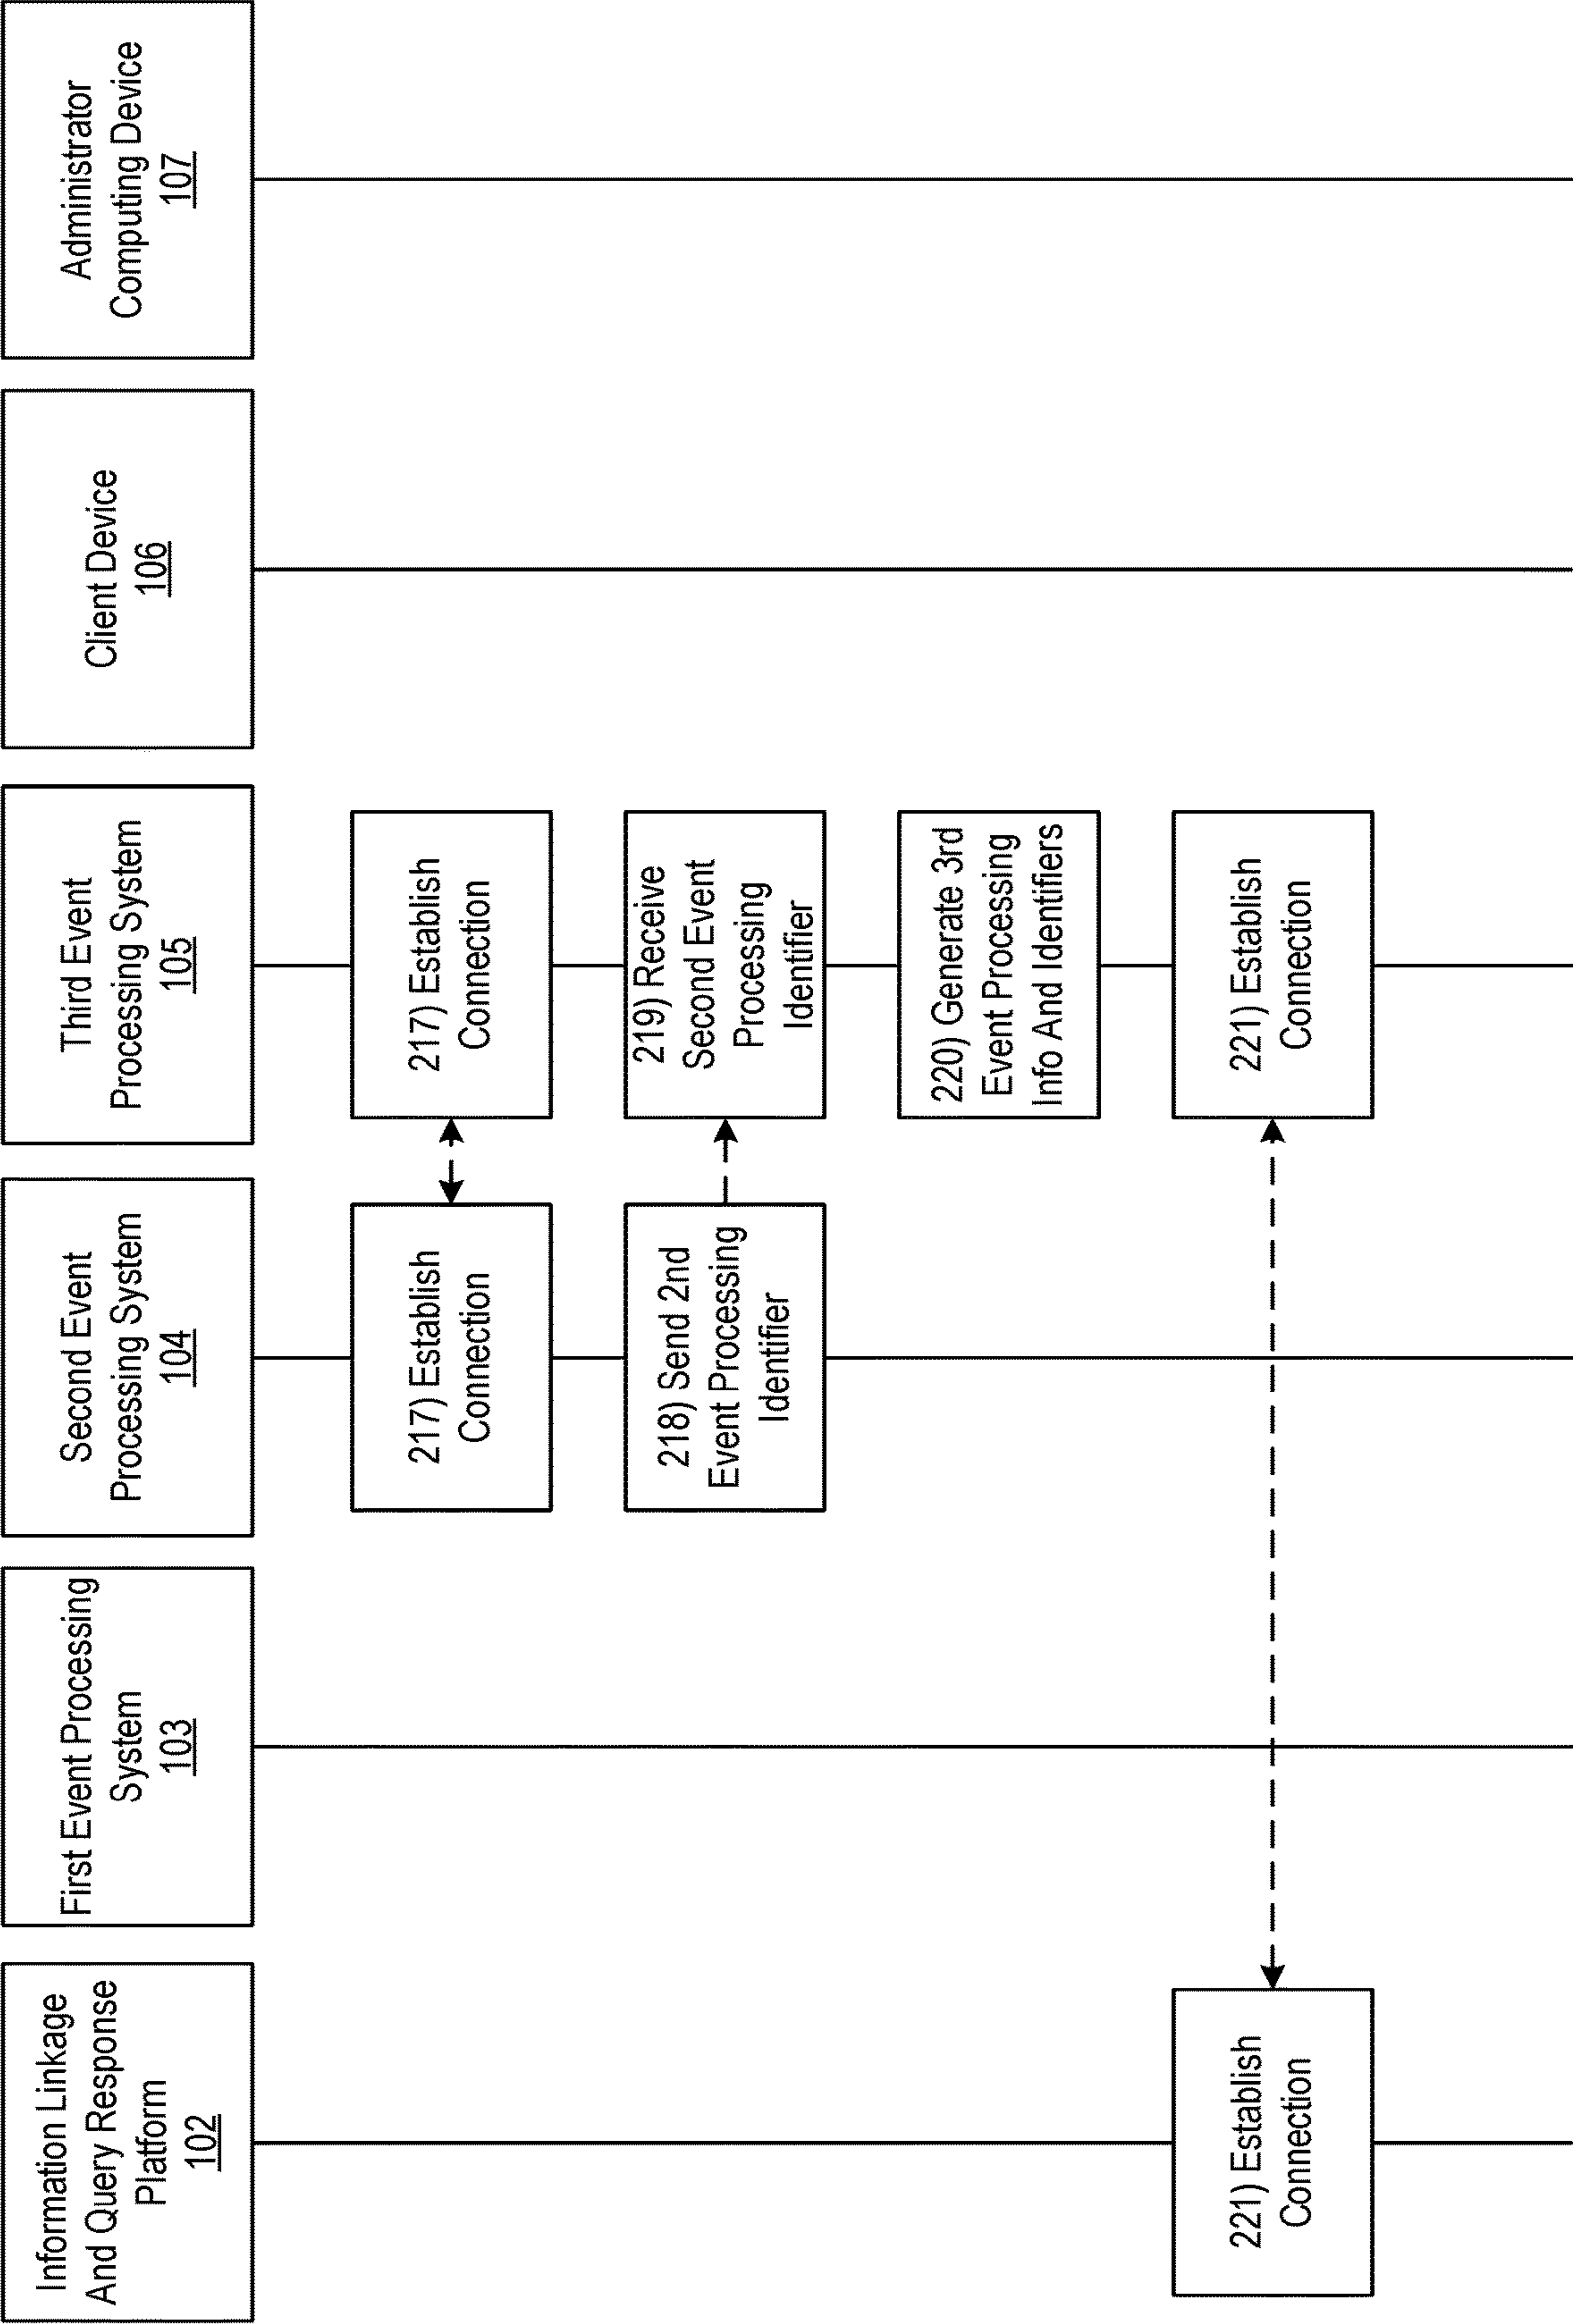 Information Linkage
And Query Response
Platform
102
First Event Processing
System
103
Second Event
Processing System
104
Third Event
Processing System
105
Client Device
106
Administrator
Computing Device
107
217) Establish
Connection
217) Establish
Connection
218) Send 2nd
Event Processing
Identifier
219) Receive
Second Event
Processing
Identifier
220) Generate 3rd
Event Processing
Info And Identifiers
221) Establish
Connection
221) Establish
Connection